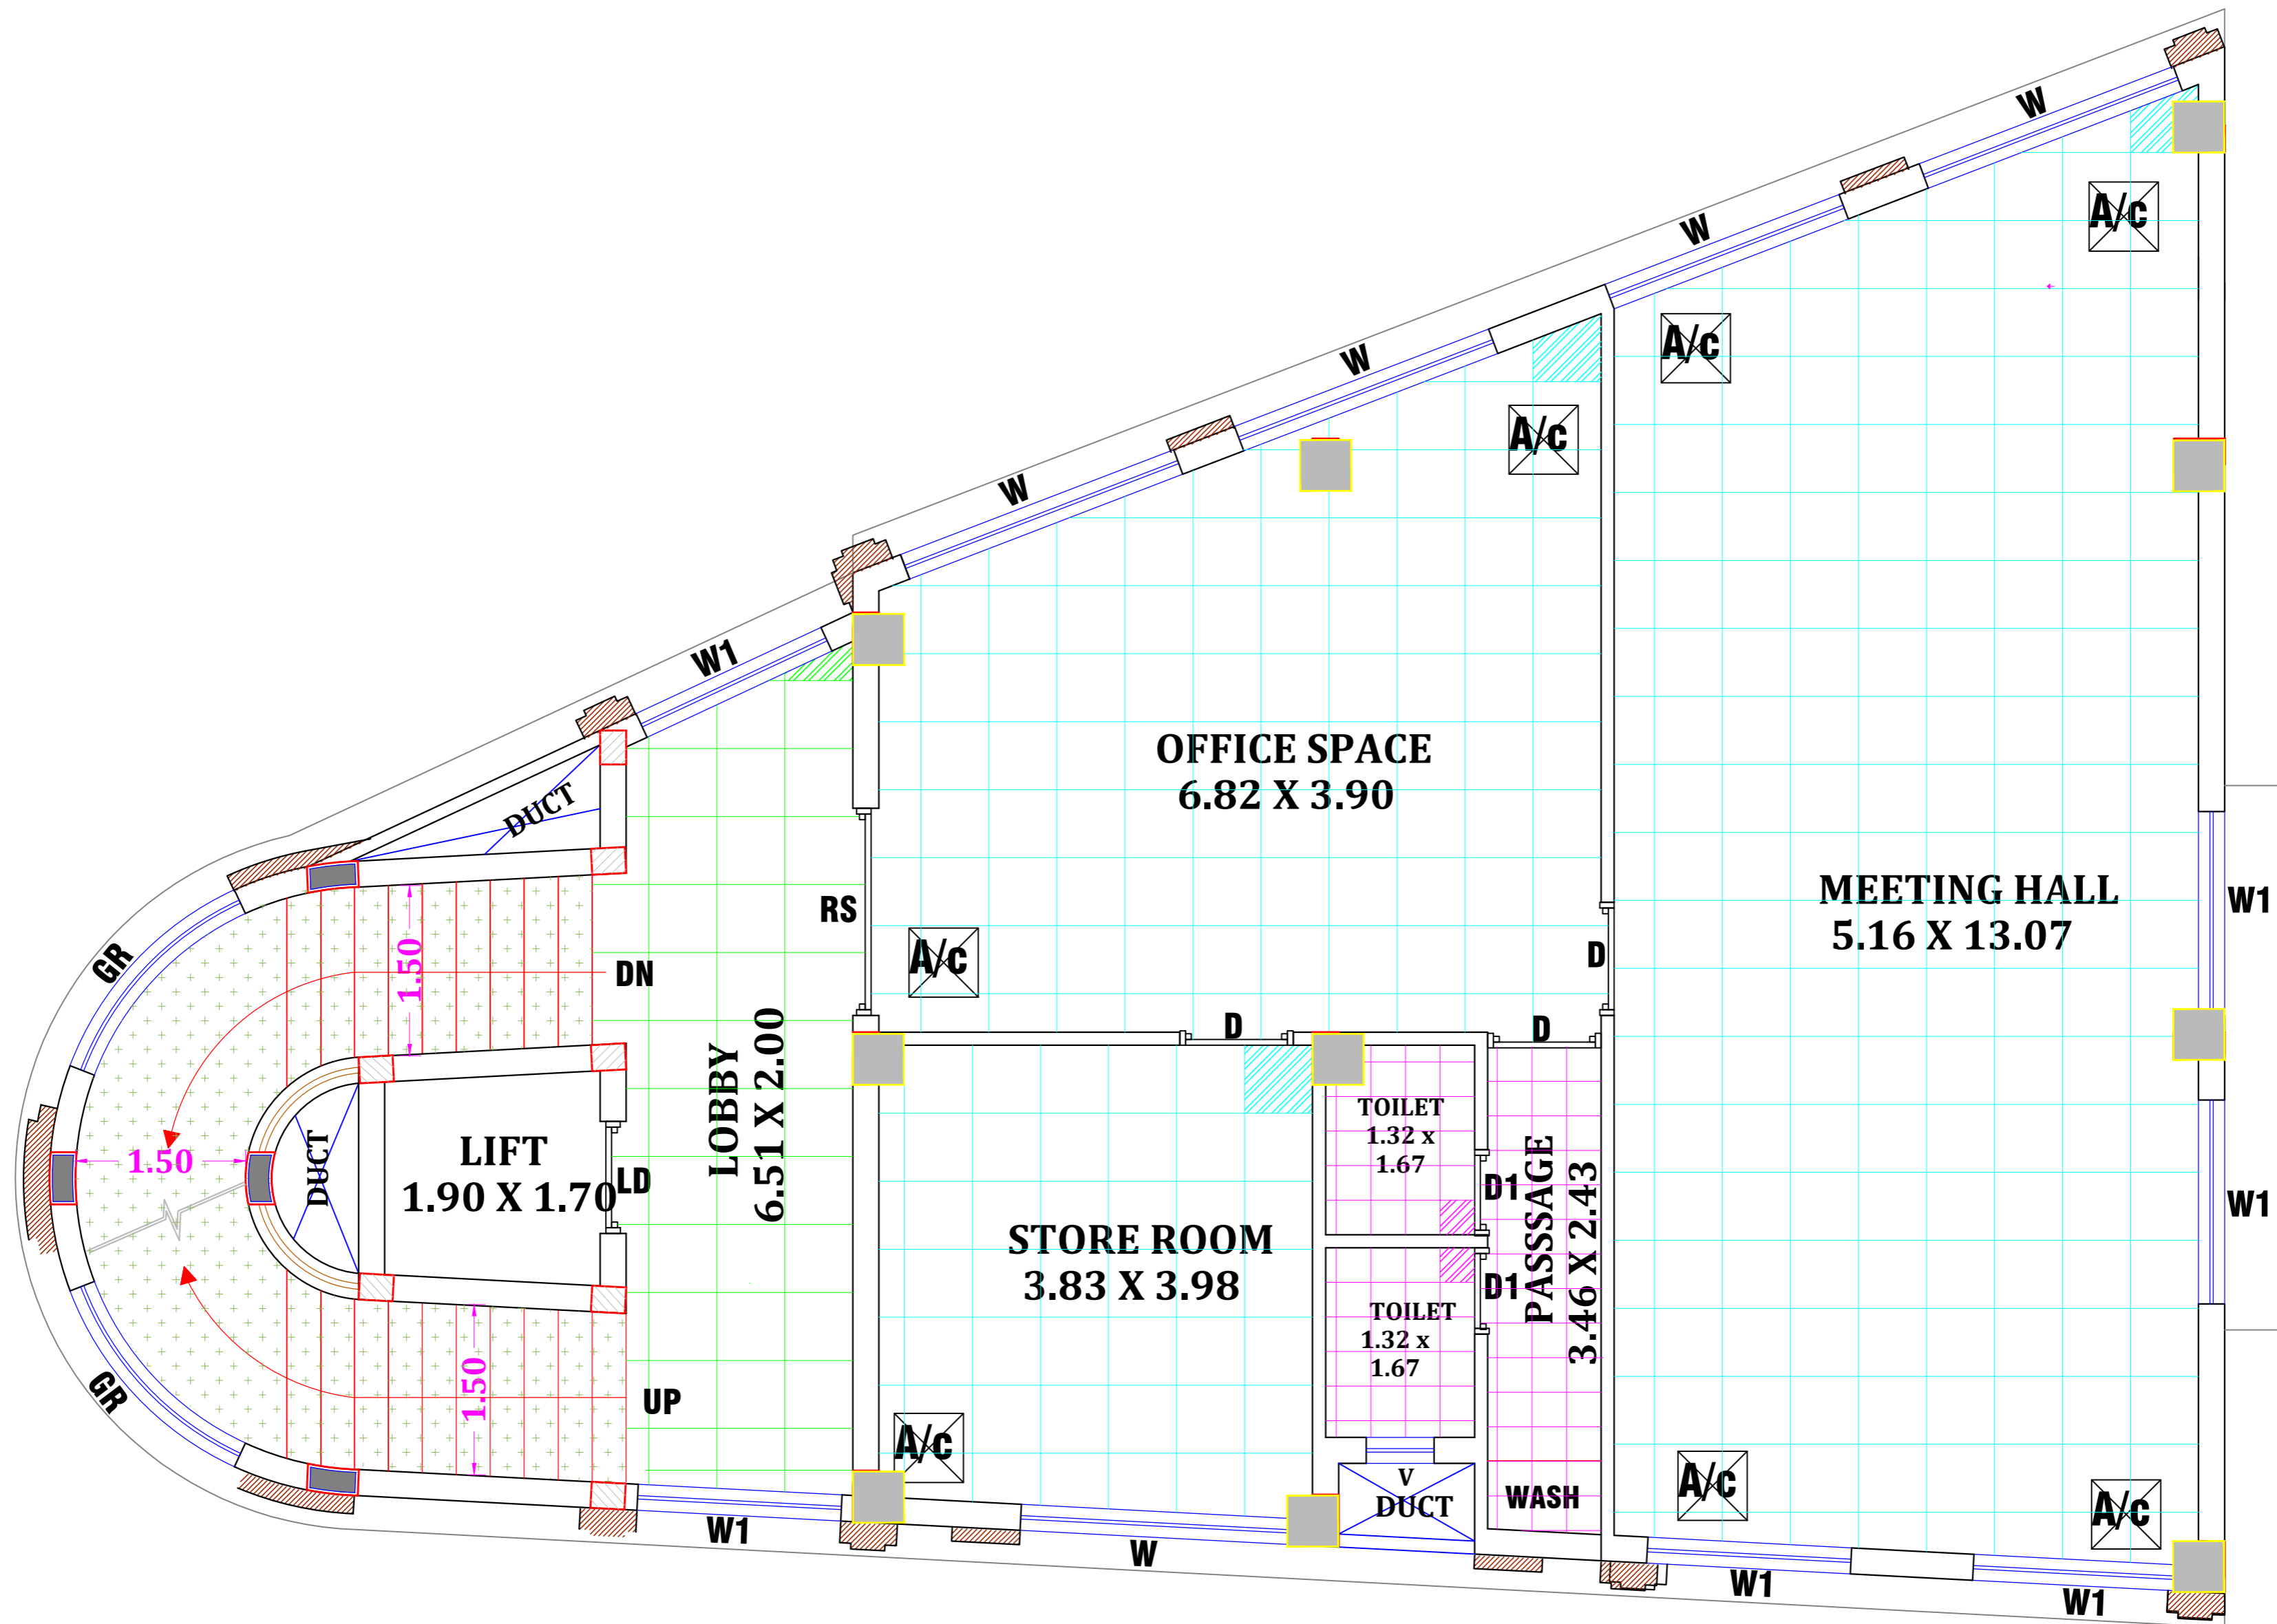 W
A/c
W
A/c
W
A/c
W
W1
OFFICE SPACE
6.82 X 3.90
DUCT
MEETING HALL
5.16 X 13.07
W1
RS
A/c
D
GR
1.50
DN
D
D
LOBBY
6.51 X 2.00
TOILET
1.32 x
1.67
1.50
DUCT
LIFT
1.90 X 1.70
LD
D1
PASSSAGE
3.46 X 2.43
W1
STORE ROOM
3.83 X 3.98
D1
TOILET
1.32 x
1.67
GR
1.50
UP
A/c
V
DUCT
WASH
A/c
A/c
W1
W
W1
W1